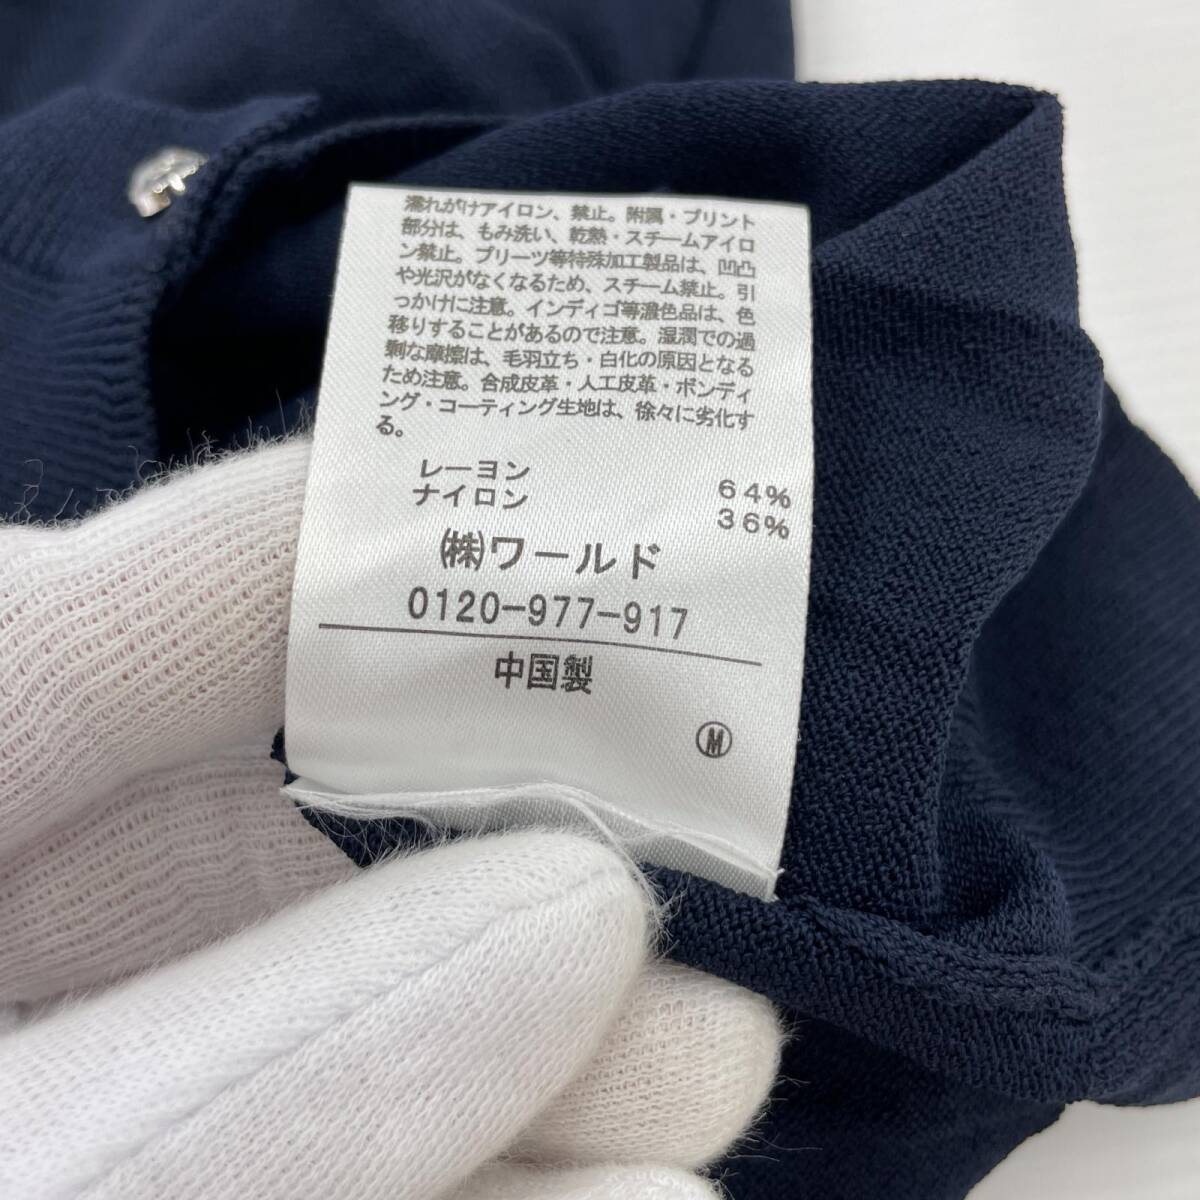 濡れがけアイロン、禁止。附属・プリント
部分は、もみ洗い、乾熱・スチームアイロ
ン禁止。プリーツ等特殊加工製品は、凹凸
や光沢がなくなるため、スチーム禁止。引
っかけに注意。インディゴ等濃色品は、色
移りすることがあるので注意。湿潤での過
剰な摩擦は、毛羽立ち・白化の原因となる
ため注意。合成皮革・人工皮革・ボンディ
ング・コーティング生地は、徐々に劣化す
る。
レーヨン 64%
ナイロン 36%
㈱ワールド
0120-977-917
中国製
Ⓜ